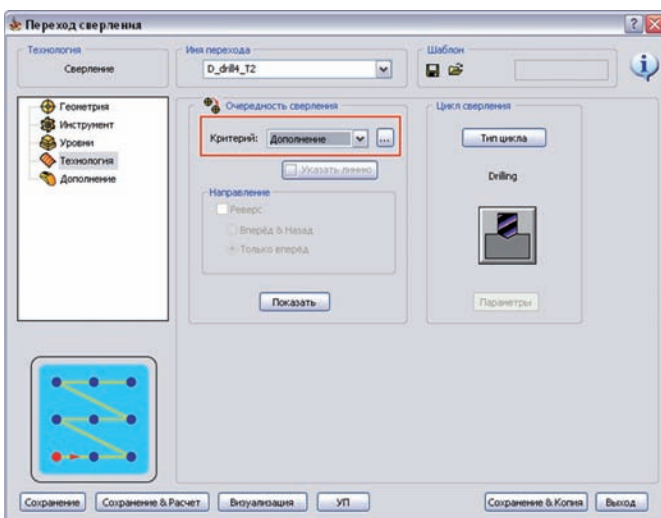 Переход сверления
Технология
Сверление
Имя перехода
D_drill4_T2
Шаблон
Геометрия
Инструмент
Уровни
Технология
Дополнение
Очередность сверления
Критерий: Дополнение ...
Указать линию
Направление
Реверс
Вперёд & Назад
Только вперёд
Показать
Цикл сверления
Тип цикла
Drilling
Параметры
Сохранение Сохранение & Расчет Визуализация УП Сохранение & Копия Выход